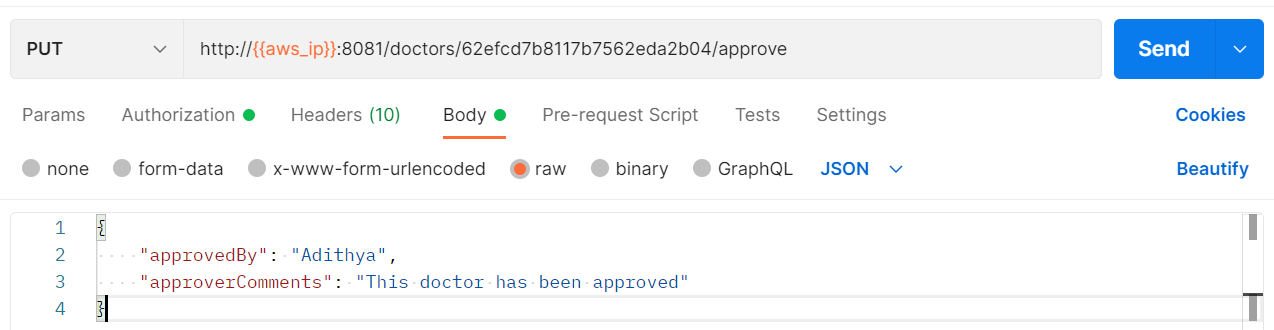 PUT http://{{aws_ip}}:8081/doctors/62efcd7b8117b7562eda2b04/approve Send
Params Authorization Headers (10) Body Pre-request Script Tests Settings Cookies
none form-data x-www-form-urlencoded raw binary GraphQL JSON Beautify
1 {
2 "approvedBy": "Adithya",
3 "approverComments": "This doctor has been approved"
4 }